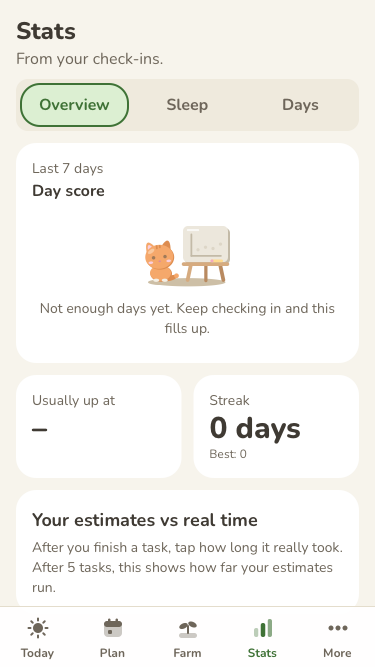 Stats
From your check-ins.
Overview
Sleep
Days
Last 7 days
Day score
Not enough days yet. Keep checking in and this
fills up.
Usually up at
–
Streak
0 days
Best: 0
Your estimates vs real time
After you finish a task, tap how long it really took.
After 5 tasks, this shows how far your estimates
run.
Today
Plan
Farm
Stats
More